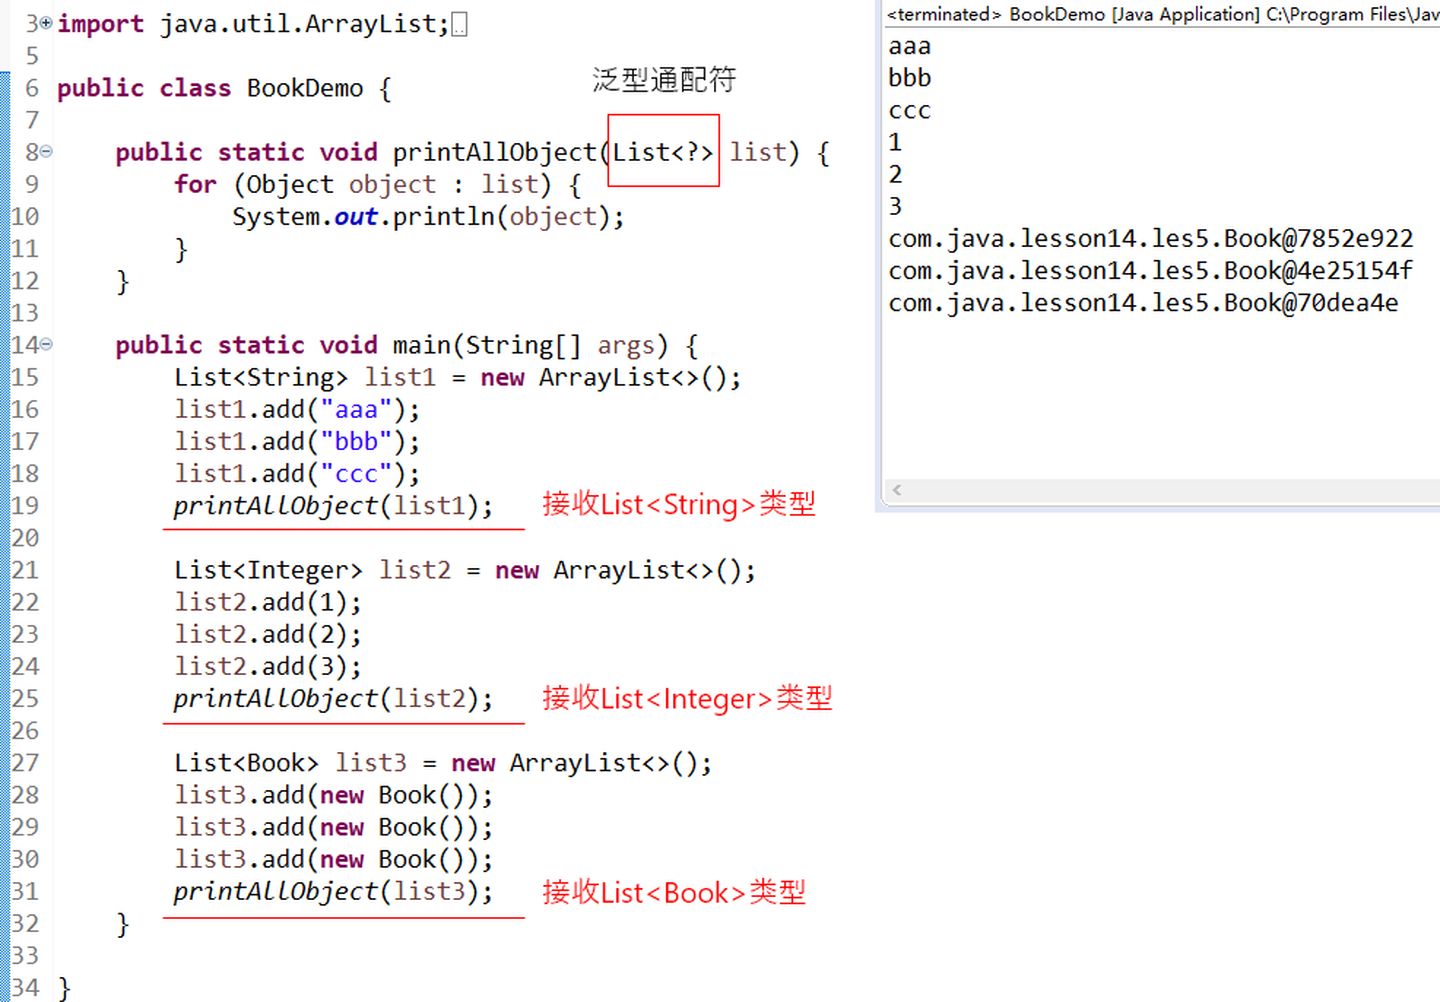 3 import java.util.ArrayList;
5
6 public class BookDemo {
泛型通配符
7
8 public static void printAllObject(List<?> list) {
9 for (Object object : list) {
10 System.out.println(object);
11 }
12 }
13
14 public static void main(String[] args) {
15 List<String> list1 = new ArrayList<>();
16 list1.add("aaa");
17 list1.add("bbb");
18 list1.add("ccc");
19 printAllObject(list1); 接收List<String>类型
20
21 List<Integer> list2 = new ArrayList<>();
22 list2.add(1);
23 list2.add(2);
24 list2.add(3);
25 printAllObject(list2); 接收List<Integer>类型
26
27 List<Book> list3 = new ArrayList<>();
28 list3.add(new Book());
29 list3.add(new Book());
30 list3.add(new Book());
31 printAllObject(list3); 接收List<Book>类型
32 }
33
34 }
<terminated> BookDemo [Java Application] C:\Program Files\Jav
aaa
bbb
ccc
1
2
3
com.java.lesson14.les5.Book@7852e922
com.java.lesson14.les5.Book@4e25154f
com.java.lesson14.les5.Book@70dea4e